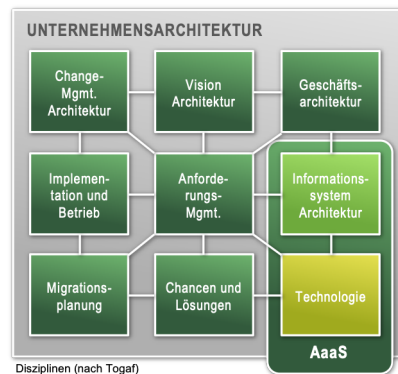 UNTERNEHMENSARCHITEKTUR
Change-
Mgmt.
Architektur
Vision
Architektur
Geschäfts-
architektur
Implemen-
tation und
Betrieb
Anforde-
rungs-
Mgmt.
Informations-
system
Architektur
Migrations-
planung
Chancen und
Lösungen
Technologie
AaaS
Disziplinen (nach Togaf)